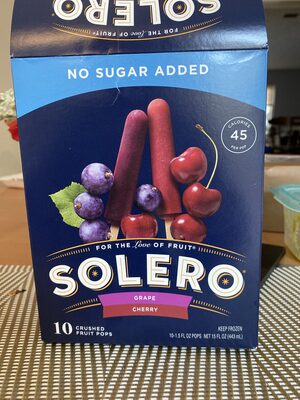 SOLERO
FOR THE Love OF FRUIT®
NO SUGAR ADDED
CALORIES
45
PER POP
FOR THE Love OF FRUIT®
SOLERO®
GRAPE
CHERRY
10 CRUSHED
FRUIT POPS
KEEP FROZEN
10-1.5 FL OZ POPS NET 15 FL OZ (443 mL)